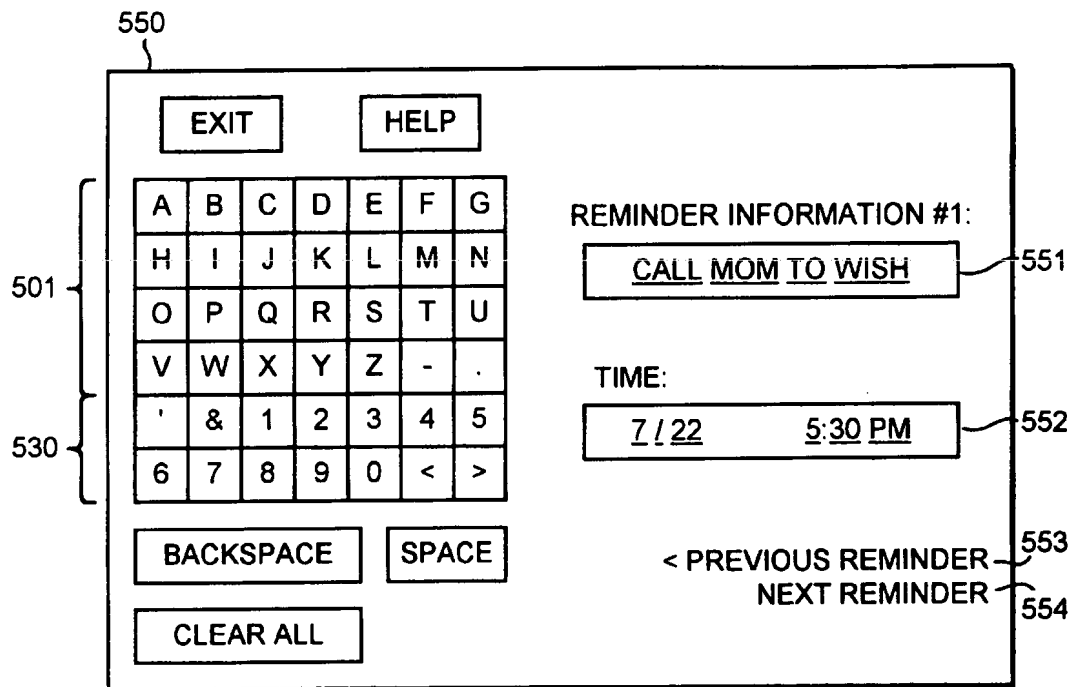 550
EXIT HELP
A B C D E F G
REMINDER INFORMATION #1:
H I J K L M N
CALL MOM TO WISH 551
501
O P Q R S T U
V W X Y Z - .
TIME:
' & 1 2 3 4 5
7 / 22 5:30 PM 552
530
6 7 8 9 0 < >
BACKSPACE SPACE
< PREVIOUS REMINDER 553
NEXT REMINDER 554
CLEAR ALL